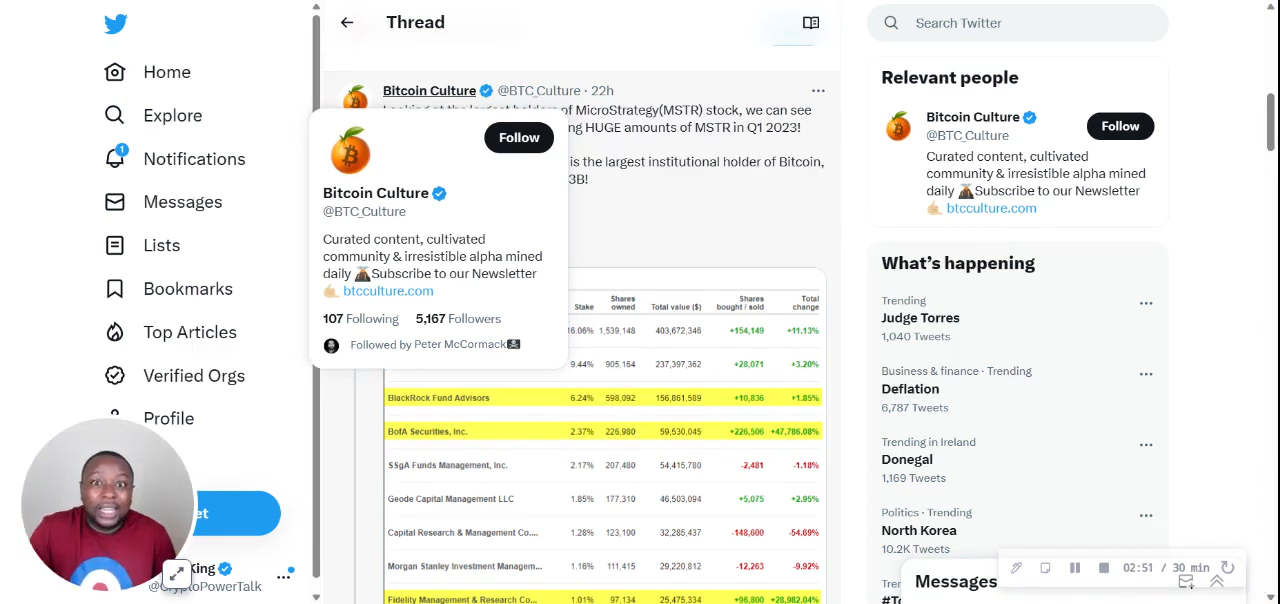 Home
Explore
1
Notifications
Messages
Lists
Bookmarks
Top Articles
Verified Orgs
Profile
et
King
@CryptoPowerTalk
Thread
Bitcoin Culture @BTC_Culture · 22h
Looking at the largest holders of MicroStrategy(MSTR) stock, we can see
ng HUGE amounts of MSTR in Q1 2023!
is the largest institutional holder of Bitcoin,
3B!
Follow
Bitcoin Culture
@BTC_Culture
Curated content, cultivated
community & irresistible alpha mined
daily Subscribe to our Newsletter
btcculture.com
107 Following 5,167 Followers
Followed by Peter McCormack
Stake Shares owned Total value ($) Shares bought / sold Total change
16.06% 1,539,148 403,672,346 +154,149 +11.13%
9.44% 905,164 237,397,362 +28,071 +3.20%
BlackRock Fund Advisors 6.24% 598,092 156,861,589 +10,836 +1.85%
BofA Securities, Inc. 2.37% 226,980 59,530,045 +226,506 +47,786.08%
SSgA Funds Management, Inc. 2.17% 207,480 54,415,780 -2,481 -1.18%
Geode Capital Management LLC 1.85% 177,310 46,503,094 +5,075 +2.95%
Capital Research & Management Co.... 1.28% 123,100 32,285,437 -148,600 -54.69%
Morgan Stanley Investment Managem... 1.16% 111,415 29,220,812 -12,263 -9.92%
Fidelity Management & Research Co... 1.01% 97,134 25,475,334 +96,800 +28,982.04%
Search Twitter
Relevant people
Bitcoin Culture
@BTC_Culture
Follow
Curated content, cultivated
community & irresistible alpha mined
daily Subscribe to our Newsletter
btcculture.com
What's happening
Trending
Judge Torres
1,040 Tweets
Business & finance · Trending
Deflation
6,787 Tweets
Trending in Ireland
Donegal
1,169 Tweets
Politics · Trending
North Korea
10.2K Tweets
Tre
Messages
02:51 / 30 min